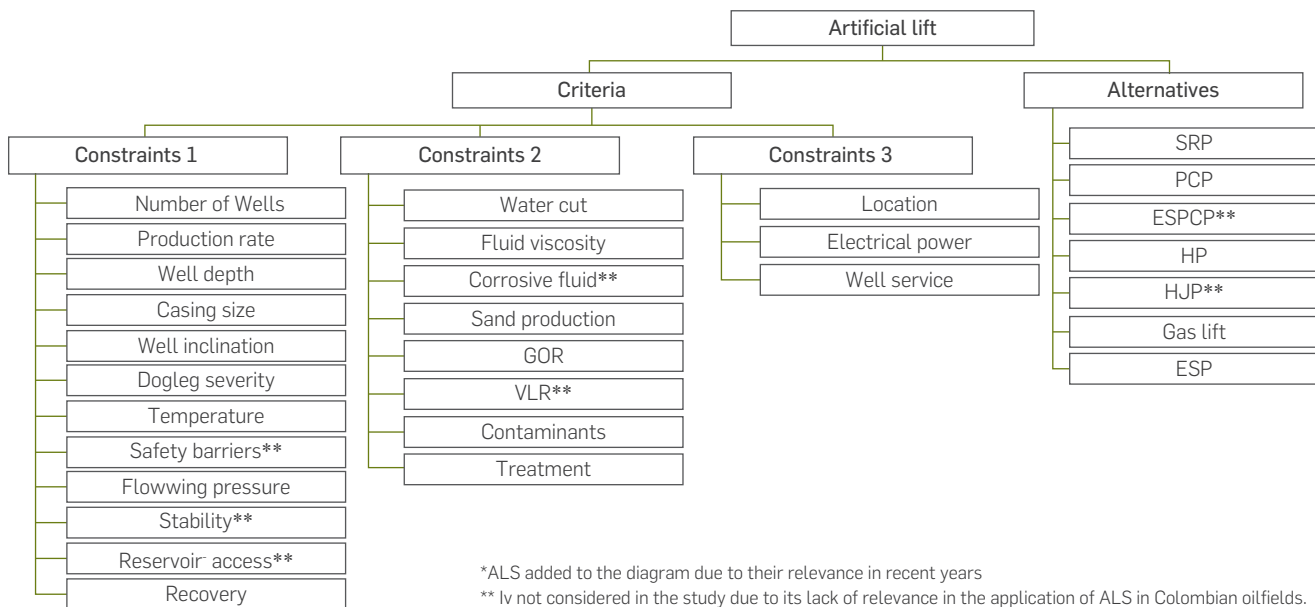 Artificial lift
Criteria
Alternatives
Constraints 1
Constraints 2
Constraints 3
Number of Wells
Production rate
Well depth
Casing size
Well inclination
Dogleg severity
Temperature
Safety barriers**
Flowwing pressure
Stability**
Reservoir- access**
Recovery
Water cut
Fluid viscosity
Corrosive fluid**
Sand production
GOR
VLR**
Contaminants
Treatment
Location
Electrical power
Well service
SRP
PCP
ESPCP**
HP
HJP**
Gas lift
ESP
*ALS added to the diagram due to their relevance in recent years
** Iv not considered in the study due to its lack of relevance in the application of ALS in Colombian oilfields.